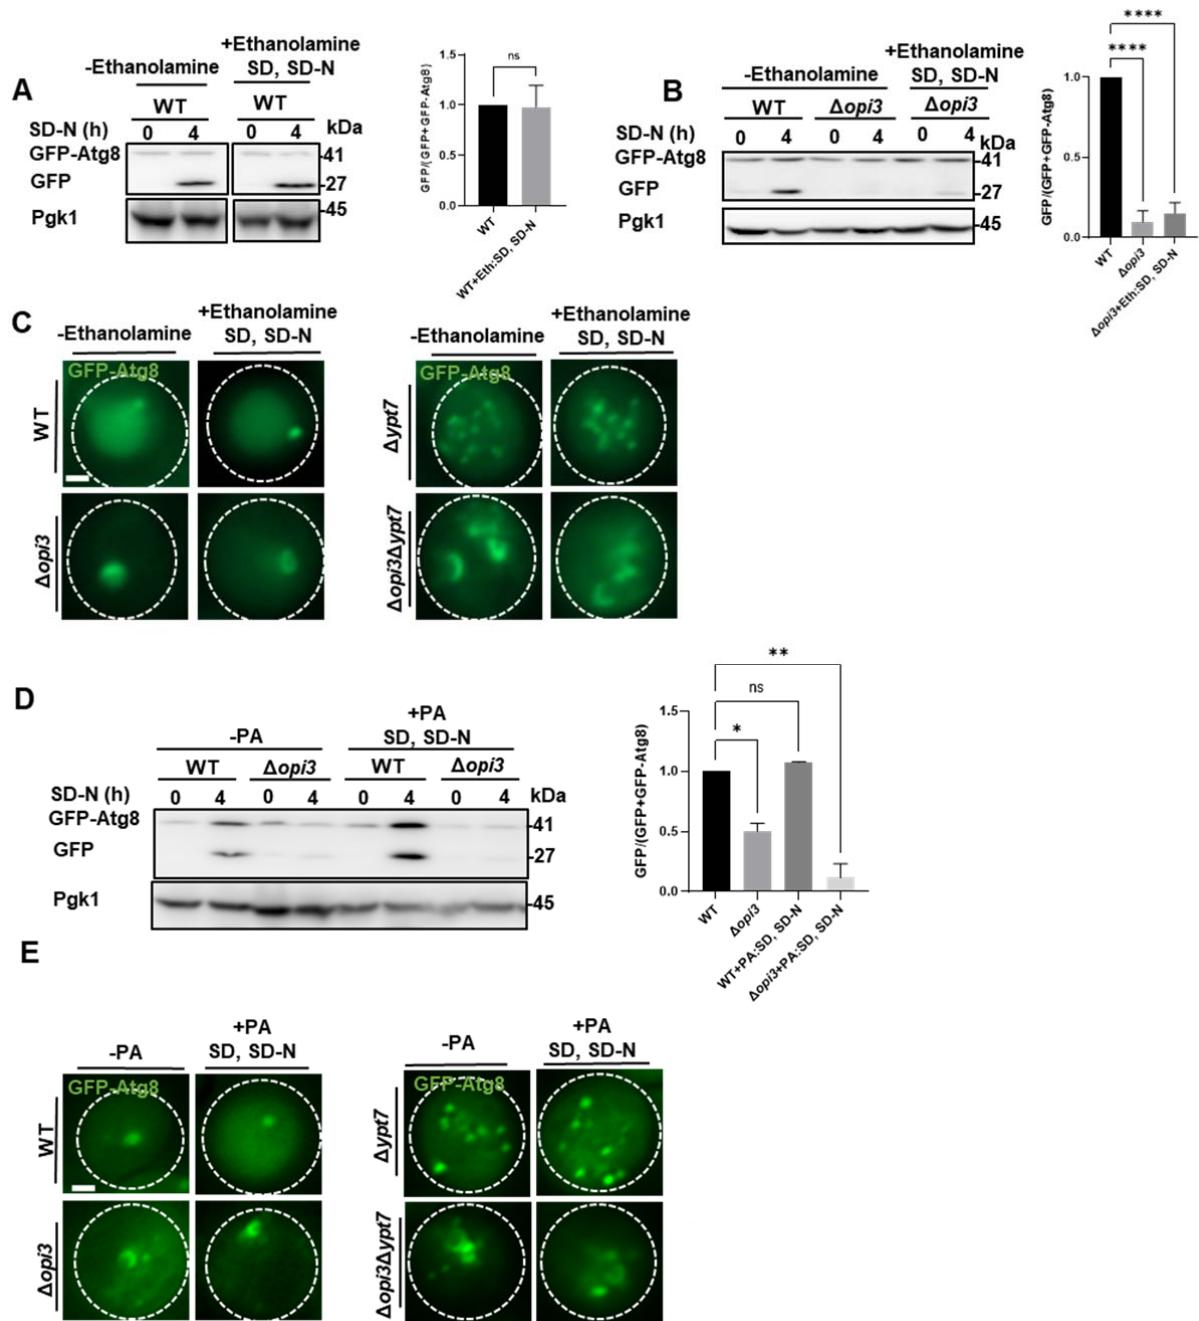 A
-Ethanolamine
+Ethanolamine
SD, SD-N
WT
WT
SD-N (h) 0 4 0 4 kDa
GFP-Atg8
-41
GFP
-27
Pgk1
-45
GFP/(GFP+GFP-Atg8)
1.5
1.0
0.5
0.0
ns
WT
WT+Eth:SD, SD-N
B
-Ethanolamine
+Ethanolamine
SD, SD-N
WT Δopi3 Δopi3
SD-N (h) 0 4 0 4 0 4 kDa
GFP-Atg8
-41
GFP
-27
Pgk1
-45
GFP/(GFP+GFP-Atg8)
1.0
0.5
0.0
****
****
WT
Δopi3
Δopi3+Eth:SD, SD-N
C
-Ethanolamine
+Ethanolamine
SD, SD-N
GFP-Atg8
WT
Δopi3
-Ethanolamine
+Ethanolamine
SD, SD-N
GFP-Atg8
Δypt7
Δopi3Δypt7
D
-PA
+PA
SD, SD-N
WT Δopi3 WT Δopi3
SD-N (h) 0 4 0 4 0 4 0 4 kDa
GFP-Atg8
-41
GFP
-27
Pgk1
-45
GFP/(GFP+GFP-Atg8)
1.5
1.0
0.5
0.0
**
ns
*
WT
Δopi3
WT+PA:SD, SD-N
Δopi3+PA:SD, SD-N
E
-PA
+PA
SD, SD-N
GFP-Atg8
WT
Δopi3
-PA
+PA
SD, SD-N
GFP-Atg8
Δypt7
Δopi3Δypt7